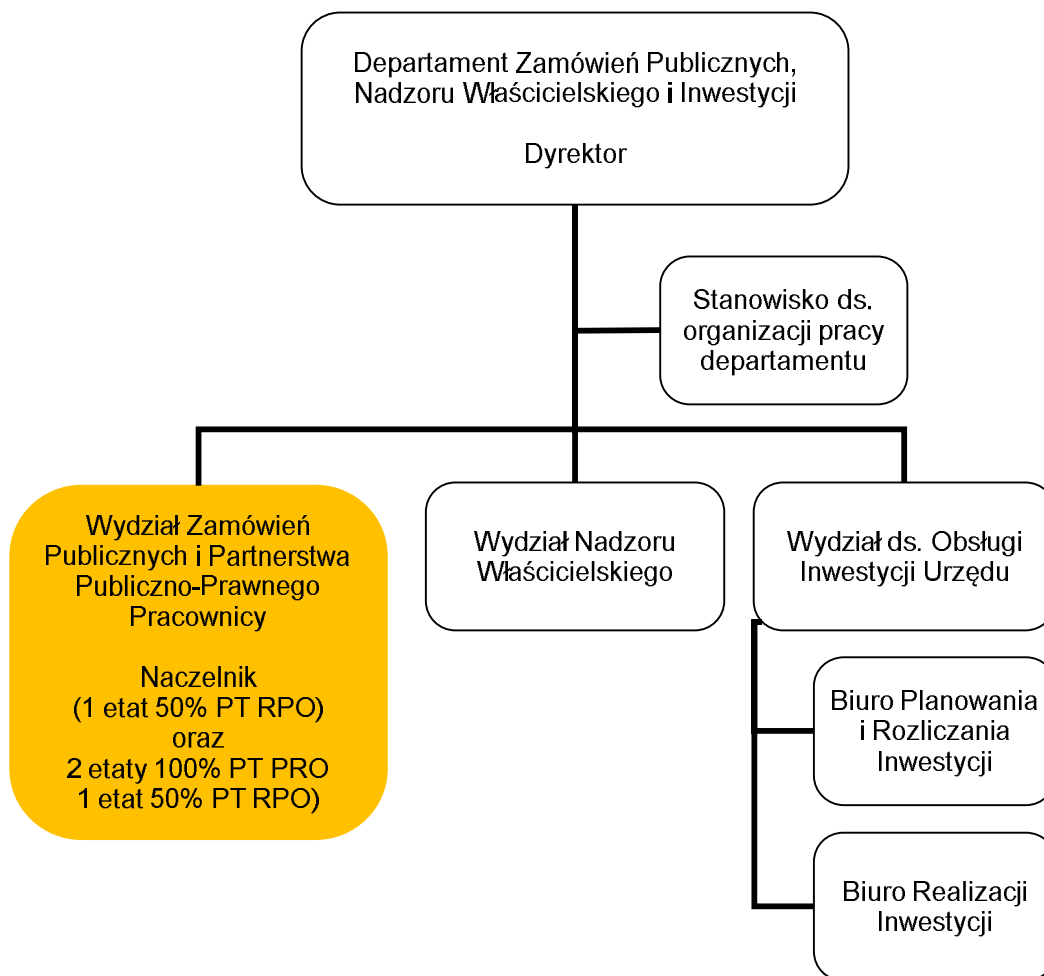 Departament Zamówień Publicznych,
Nadzoru Właścicielskiego i Inwestycji
Dyrektor
Stanowisko ds.
organizacji pracy
departamentu
Wydział Zamówień
Publicznych i Partnerstwa
Publiczno-Prawnego
Pracownicy
Naczelnik
(1 etat 50% PT RPO)
oraz
2 etaty 100% PT PRO
1 etat 50% PT RPO)
Wydział Nadzoru
Właścicielskiego
Wydział ds. Obsługi
Inwestycji Urzędu
Biuro Planowania
i Rozliczania
Inwestycji
Biuro Realizacji
Inwestycji